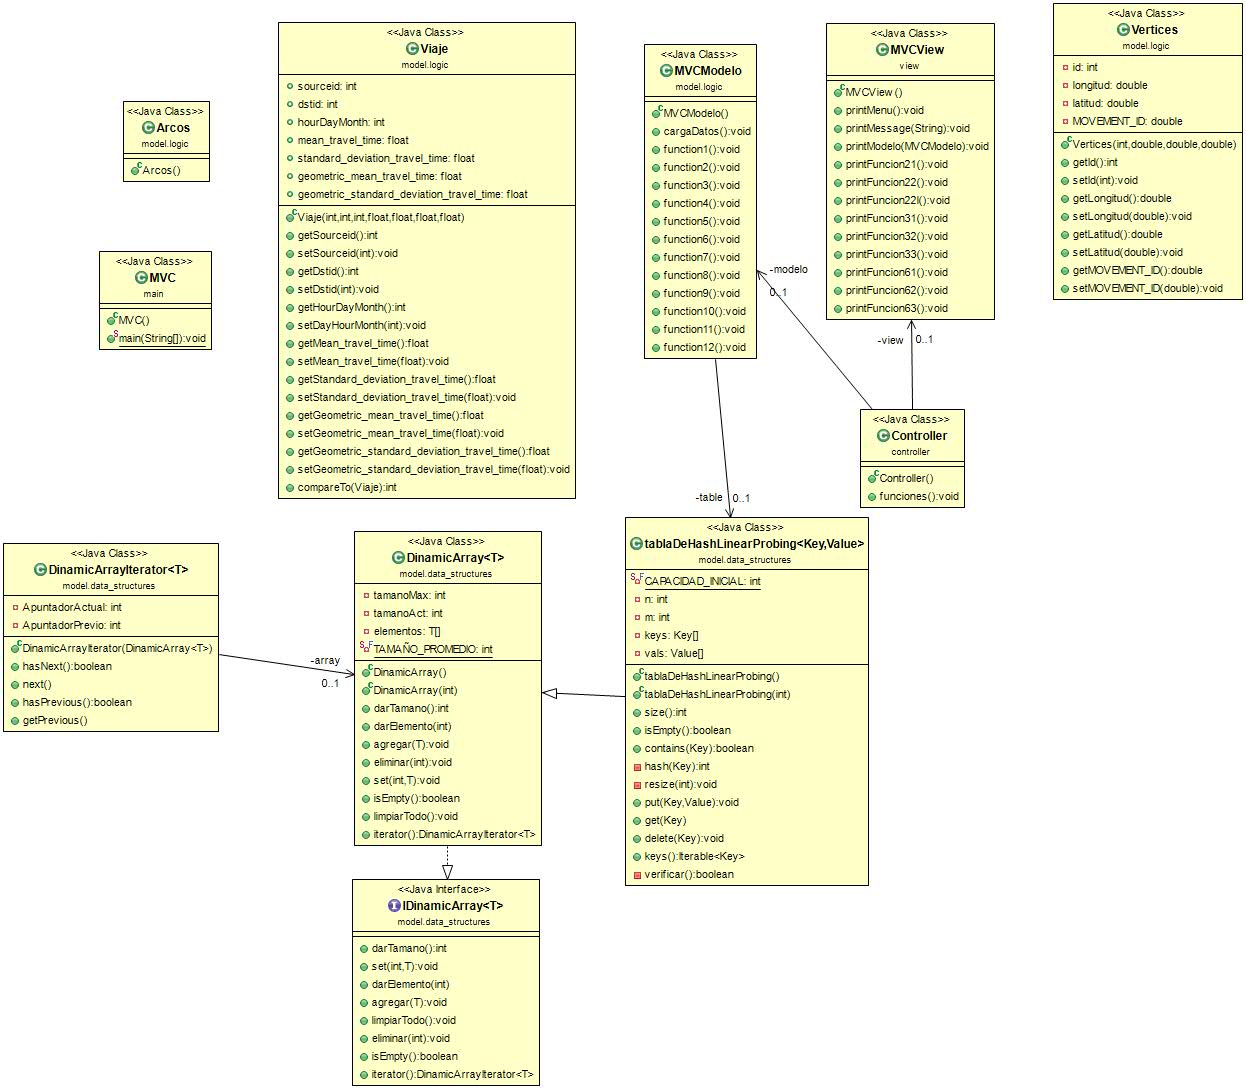 <<Java Class>>
Arcos
model.logic
Arcos()
<<Java Class>>
MVC
main
MVC()
main(String[]):void
<<Java Class>>
Viaje
model.logic
sourceid: int
dstid: int
hourDayMonth: int
mean_travel_time: float
standard_deviation_travel_time: float
geometric_mean_travel_time: float
geometric_standard_deviation_travel_time: float
Viaje(int,int,int,float,float,float,float)
getSourceid():int
setSourceid(int):void
getDstid():int
setDstid(int):void
getHourDayMonth():int
setDayHourMonth(int):void
getMean_travel_time():float
setMean_travel_time(float):void
getStandard_deviation_travel_time():float
setStandard_deviation_travel_time(float):void
getGeometric_mean_travel_time():float
setGeometric_mean_travel_time(float):void
getGeometric_standard_deviation_travel_time():float
setGeometric_standard_deviation_travel_time(float):void
compareTo(Viaje):int
<<Java Class>>
MVCModelo
model.logic
MVCModelo()
cargaDatos():void
function1():void
function2():void
function3():void
function4():void
function5():void
function6():void
function7():void
function8():void
function9():void
function10():void
function11():void
function12():void
<<Java Class>>
MVCView
view
MVCView ()
printMenu():void
printMessage(String):void
printModelo(MVCModelo):void
printFuncion21():void
printFuncion22():void
printFuncion22I():void
printFuncion31():void
printFuncion32():void
printFuncion33():void
printFuncion61():void
printFuncion62():void
printFuncion63():void
<<Java Class>>
Vertices
model.logic
id: int
longitud: double
latitud: double
MOVEMENT_ID: double
Vertices(int,double,double,double)
getId():int
setId(int):void
getLongitud():double
setLongitud(double):void
getLatitud():double
setLatitud(double):void
getMOVEMENT_ID():double
setMOVEMENT_ID(double):void
-modelo
0..1
-view
0..1
<<Java Class>>
Controller
controller
Controller()
funciones():void
-table
0..1
<<Java Class>>
DinamicArrayIterator<T>
model.data_structures
ApuntadorActual: int
ApuntadorPrevio: int
DinamicArrayIterator(DinamicArray<T>)
hasNext():boolean
next()
hasPrevious():boolean
getPrevious()
-array
0..1
<<Java Class>>
DinamicArray<T>
model.data_structures
tamanoMax: int
tamanoAct: int
elementos: T[]
TAMAÑO_PROMEDIO: int
DinamicArray()
DinamicArray(int)
darTamano():int
darElemento(int)
agregar(T):void
eliminar(int):void
set(int,T):void
isEmpty():boolean
limpiarTodo():void
iterator():DinamicArrayIterator<T>
<<Java Class>>
tablaDeHashLinearProbing<Key,Value>
model.data_structures
CAPACIDAD_INICIAL: int
n: int
m: int
keys: Key[]
vals: Value[]
tablaDeHashLinearProbing()
tablaDeHashLinearProbing(int)
size():int
isEmpty():boolean
contains(Key):boolean
hash(Key):int
resize(int):void
put(Key,Value):void
get(Key)
delete(Key):void
keys():Iterable<Key>
verificar():boolean
<<Java Interface>>
IDinamicArray<T>
model.data_structures
darTamano():int
set(int,T):void
darElemento(int)
agregar(T):void
limpiarTodo():void
eliminar(int):void
isEmpty():boolean
iterator():DinamicArrayIterator<T>